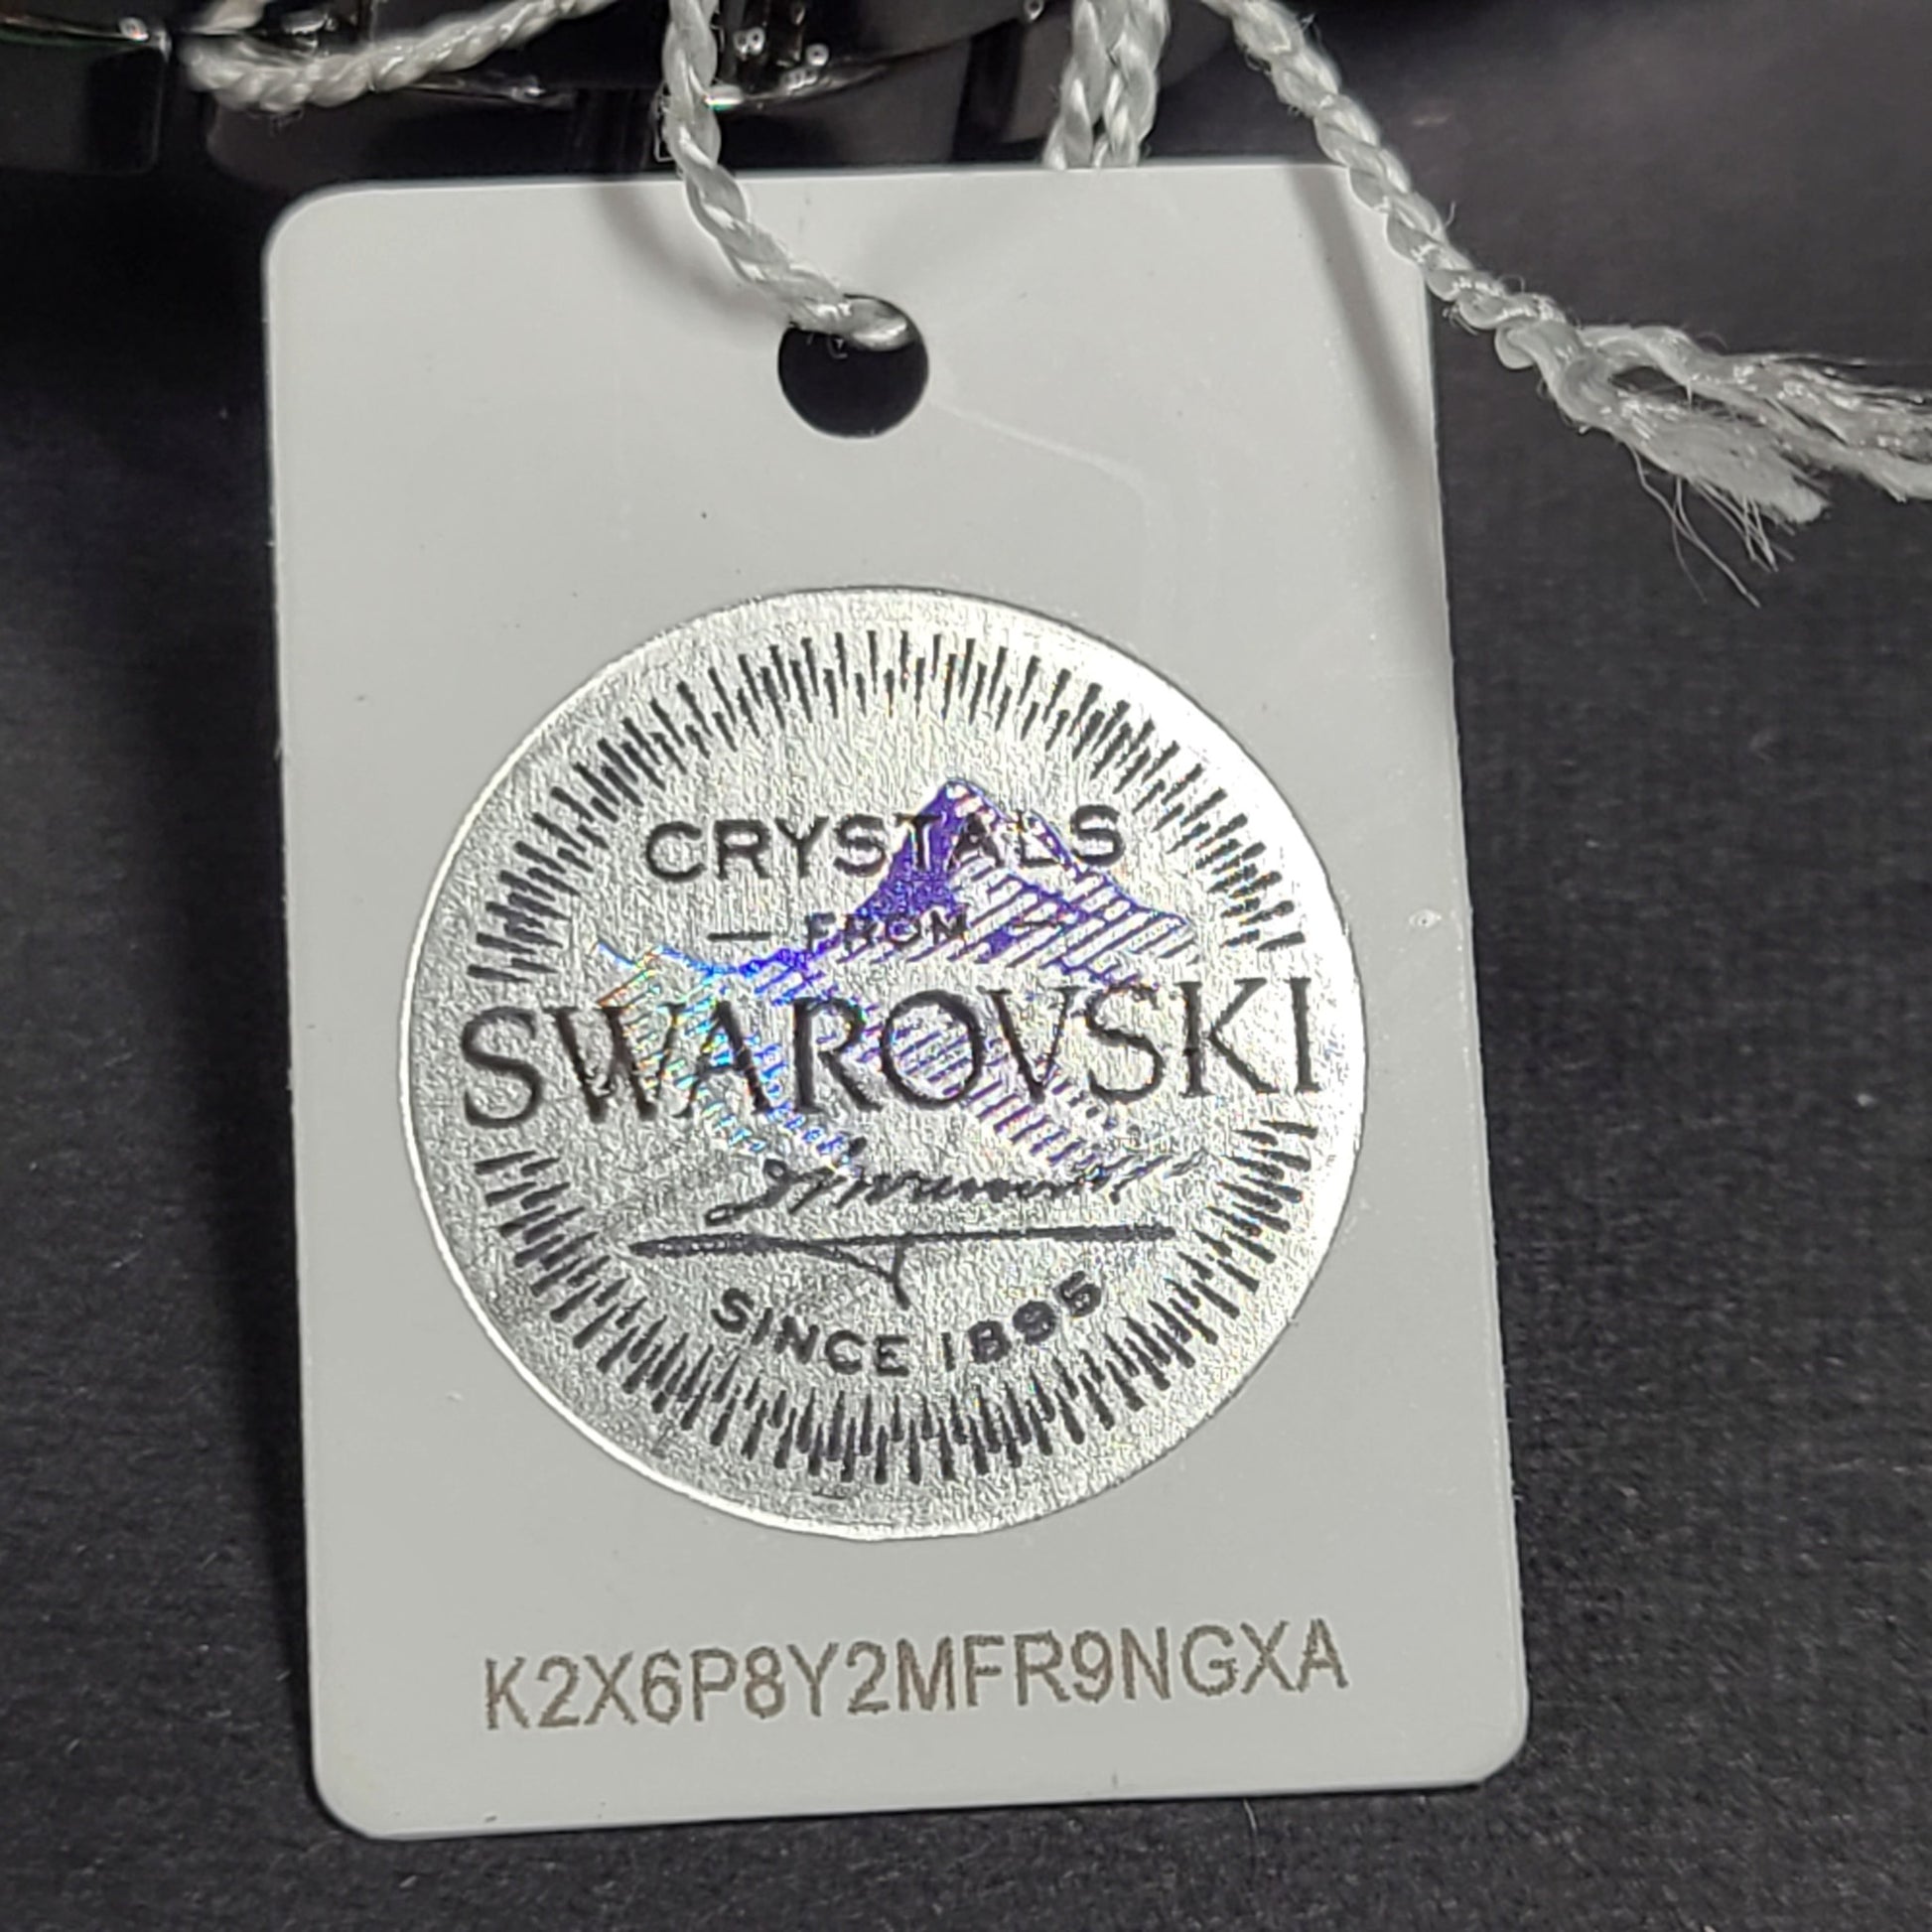 CRYSTALS
— FROM
SWAROVSKI
SINCE 1895
K2X6P8Y2MFR9NGXA